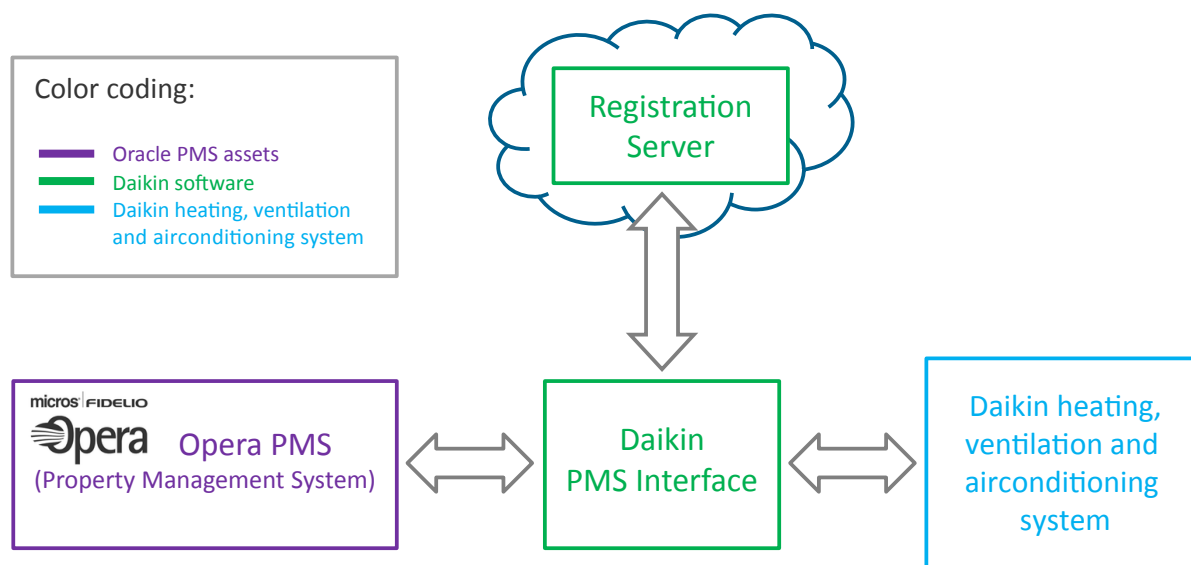 Color coding:
Oracle PMS assets
Daikin software
Daikin heating, ventilation
and airconditioning system
Registration
Server
micros FIDELIO
Opera
Opera PMS
(Property Management System)
Daikin
PMS Interface
Daikin heating,
ventilation and
airconditioning
system